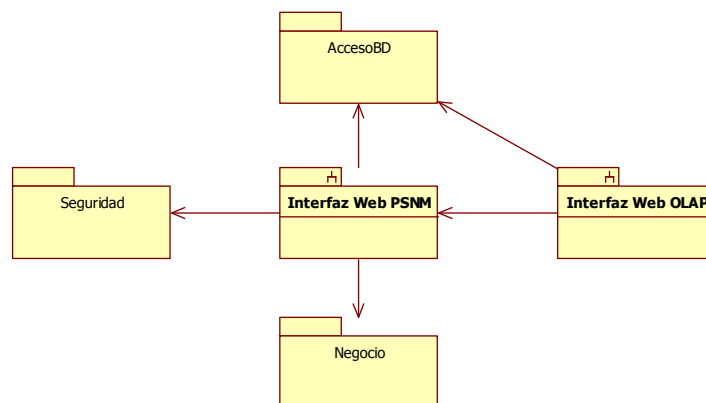 AccesoBD
Seguridad
Interfaz Web PSNM
Interfaz Web OLAP
Negocio